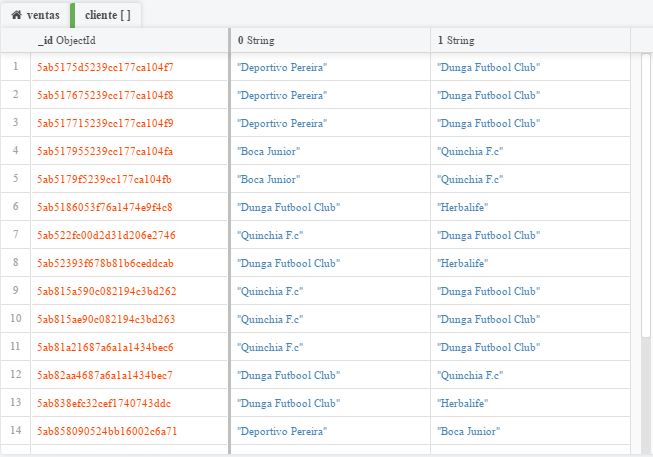 ventas cliente [ ]
_id ObjectId 0 String 1 String
1 5ab5175d5239cc177ca104f7 "Deportivo Pereira" "Dunga Futbool Club"
2 5ab517675239cc177ca104f8 "Deportivo Pereira" "Dunga Futbool Club"
3 5ab517715239cc177ca104f9 "Deportivo Pereira" "Dunga Futbool Club"
4 5ab517955239cc177ca104fa "Boca Junior" "Quinchia F.c"
5 5ab5179f5239cc177ca104fb "Boca Junior" "Quinchia F.c"
6 5ab5186053f76a1474e9f4c8 "Dunga Futbool Club" "Herbalife"
7 5ab522fc00d2d31d206e2746 "Quinchia F.c" "Dunga Futbool Club"
8 5ab52393f678b81b6ceddcab "Dunga Futbool Club" "Herbalife"
9 5ab815a590c082194c3bd262 "Quinchia F.c" "Dunga Futbool Club"
10 5ab815ae90c082194c3bd263 "Quinchia F.c" "Dunga Futbool Club"
11 5ab81a21687a6a1a1434bec6 "Quinchia F.c" "Dunga Futbool Club"
12 5ab82aa4687a6a1a1434bec7 "Dunga Futbool Club" "Quinchia F.c"
13 5ab838efc32cef1740743ddc "Dunga Futbool Club" "Herbalife"
14 5ab858090524bb16002c6a71 "Deportivo Pereira" "Boca Junior"